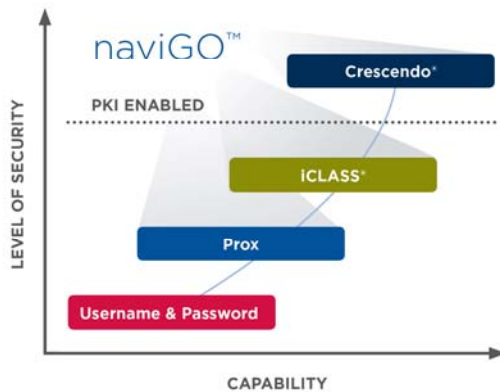 naviGO™
Crescendo*
PKI ENABLED
iCLASS*
Prox
Username & Password
LEVEL OF SECURITY
CAPABILITY